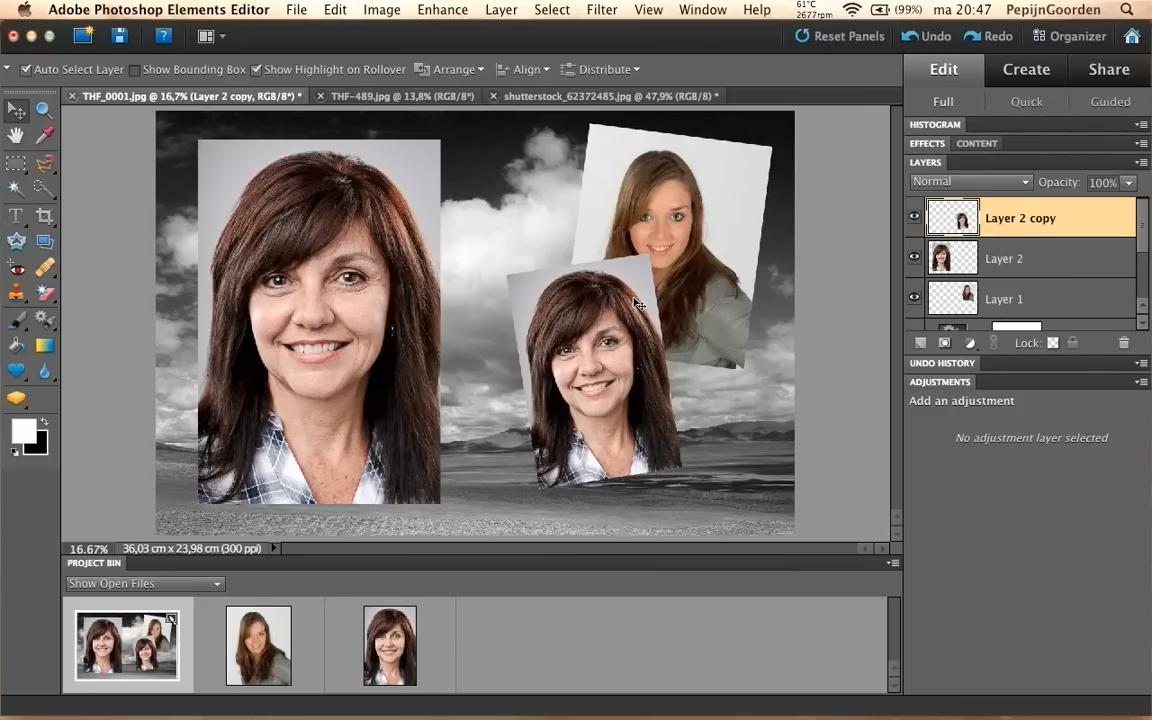 Adobe Photoshop Elements Editor File Edit Image Enhance Layer Select Filter View Window Help 61°C 2677rpm (99%) ma 20:47 PepijnGoorden
Reset Panels Undo Redo Organizer
Auto Select Layer Show Bounding Box Show Highlight on Rollover Arrange Align Distribute
Edit Create Share
THF_0001.jpg @ 16,7% (Layer 2 copy, RGB/8*) * THF-489.jpg @ 13,8% (RGB/8*) shutterstock_62372485.jpg @ 47,9% (RGB/8) *
Full Quick Guided
HISTOGRAM
EFFECTS CONTENT
LAYERS
Normal Opacity: 100%
Layer 2 copy
Layer 2
Layer 1
Lock:
UNDO HISTORY
ADJUSTMENTS
Add an adjustment
No adjustment layer selected
16.67% 36,03 cm x 23,98 cm (300 ppi)
PROJECT BIN
Show Open Files